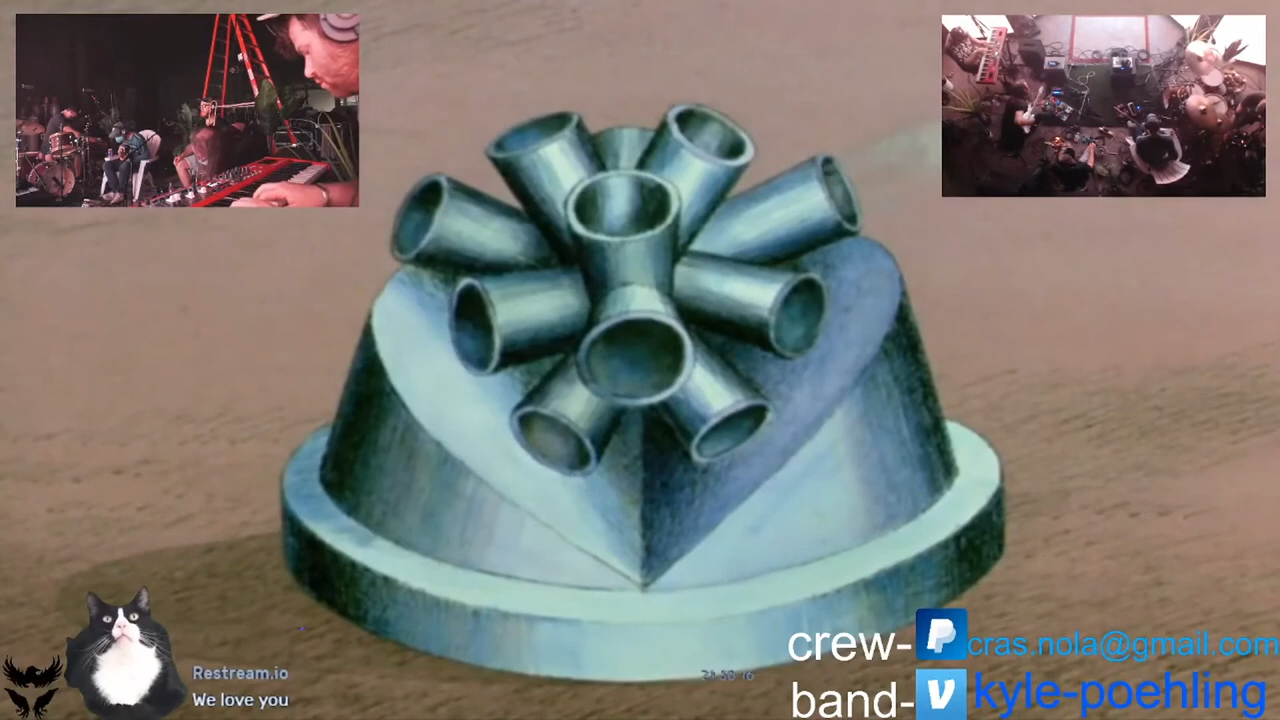 Restream.io
We love you
crew- cras.nola@gmail.com
band- kyle-poehling